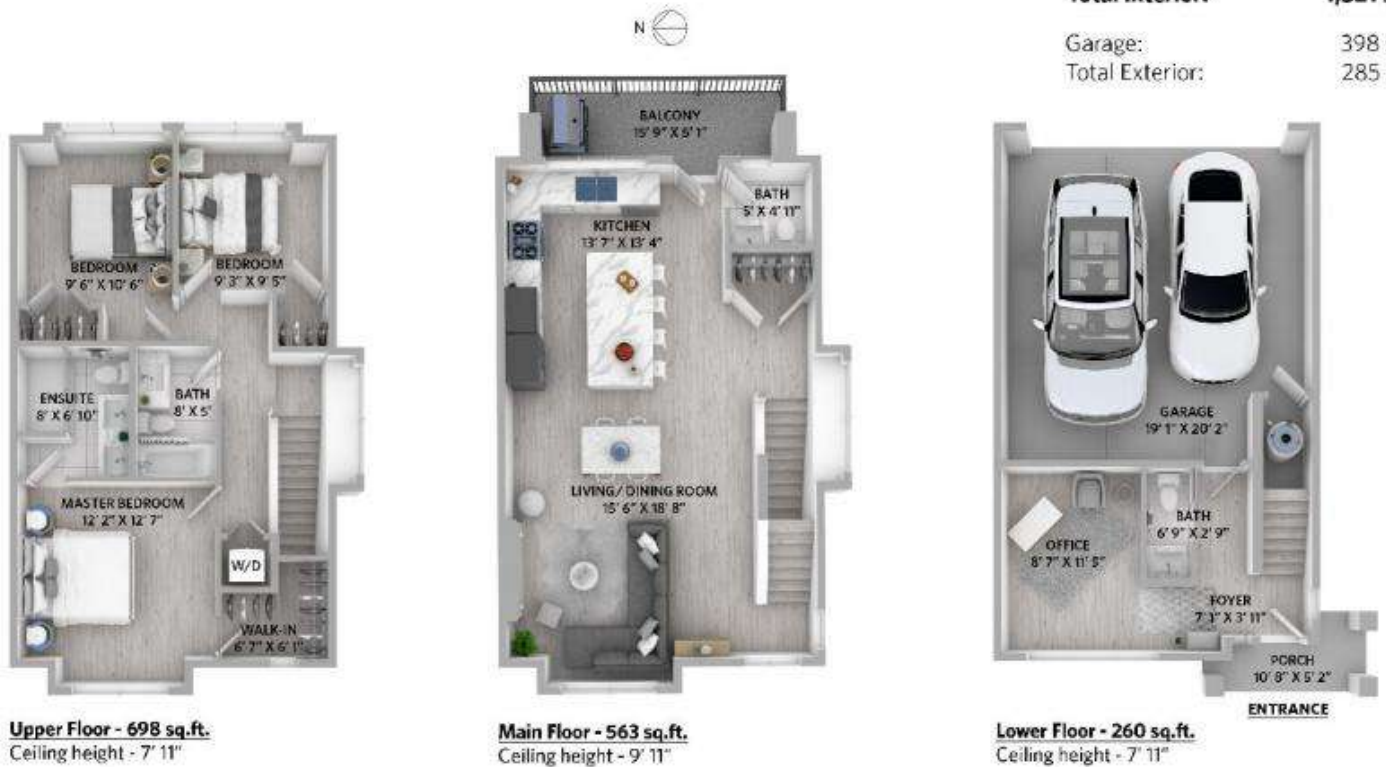 N
Garage: 398
Total Exterior: 285
BEDROOM
9' 6" X 10' 6"
BEDROOM
9' 3" X 9' 5"
ENSUITE
8' X 6' 10"
BATH
8' X 5'
MASTER BEDROOM
12' 2" X 12' 7"
W/D
WALK-IN
6' 7" X 6' 1"
Upper Floor - 698 sq.ft.
Ceiling height - 7' 11"
BALCONY
15' 9" X 5' 1"
BATH
5' X 4' 11"
KITCHEN
13' 7" X 13' 4"
LIVING/DINING ROOM
15' 6" X 18' 8"
Main Floor - 563 sq.ft.
Ceiling height - 9' 11"
GARAGE
19' 1" X 20' 2"
BATH
6' 9" X 2' 9"
OFFICE
8' 7" X 11' 5"
FOYER
7' 3" X 3' 11"
PORCH
10' 8" X 5' 2"
ENTRANCE
Lower Floor - 260 sq.ft.
Ceiling height - 7' 11"